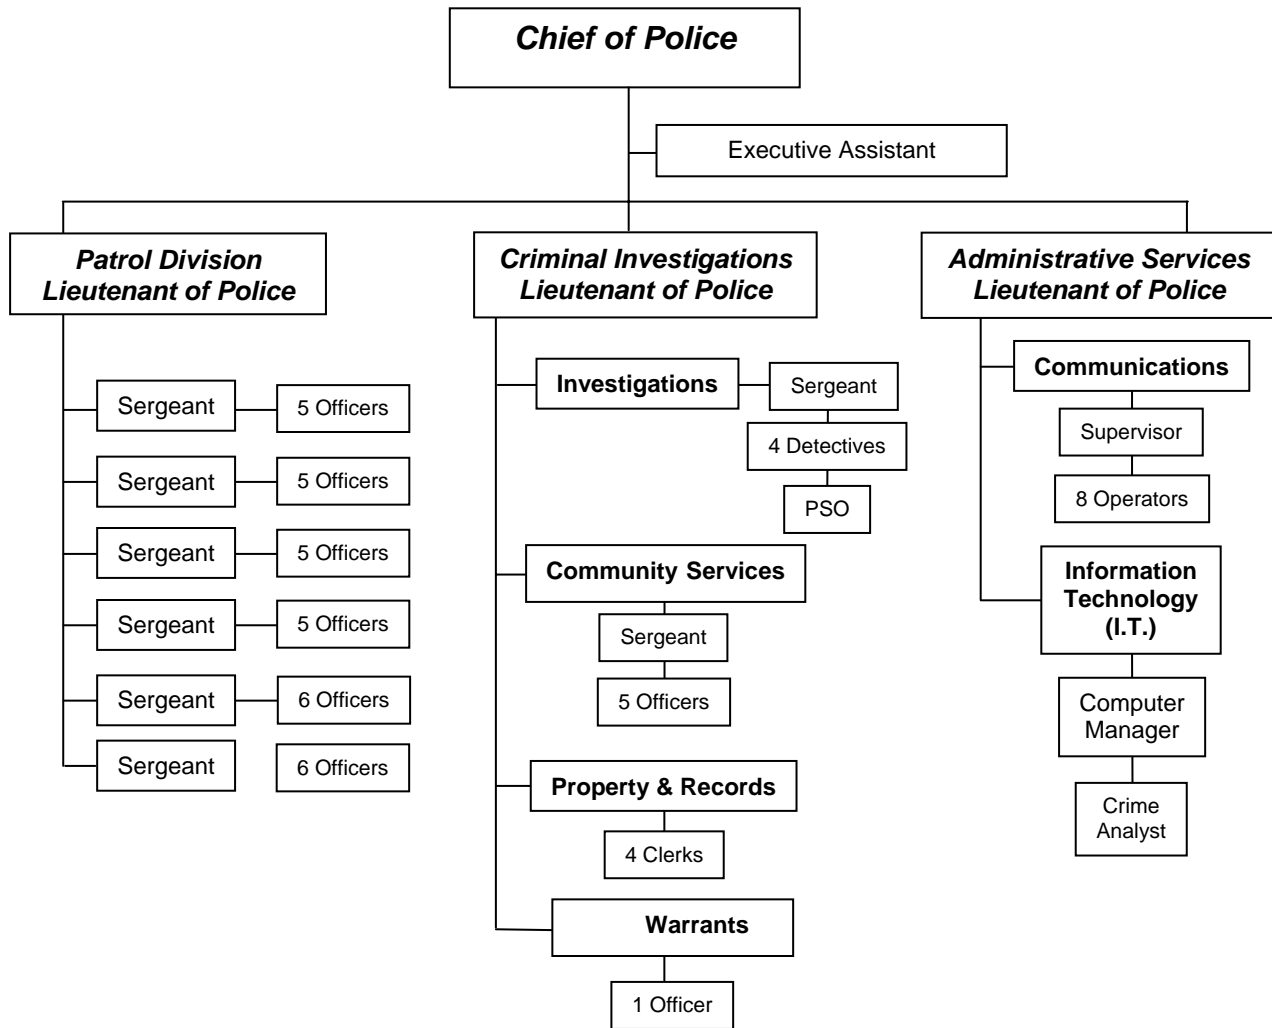 Chief of Police
Executive Assistant
Patrol Division
Lieutenant of Police
Sergeant
5 Officers
Sergeant
5 Officers
Sergeant
5 Officers
Sergeant
5 Officers
Sergeant
6 Officers
Sergeant
6 Officers
Criminal Investigations
Lieutenant of Police
Investigations
Sergeant
4 Detectives
PSO
Community Services
Sergeant
5 Officers
Property & Records
4 Clerks
Warrants
1 Officer
Administrative Services
Lieutenant of Police
Communications
Supervisor
8 Operators
Information
Technology
(I.T.)
Computer
Manager
Crime
Analyst